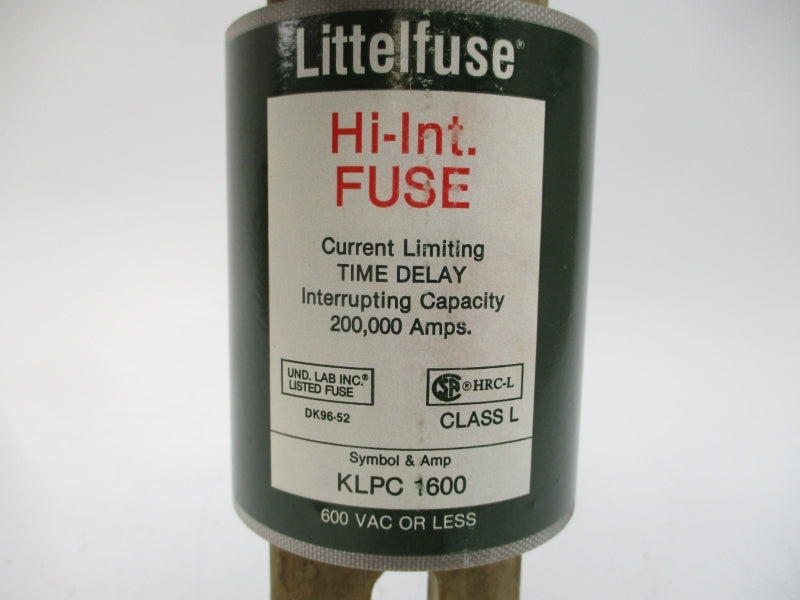 Littelfuse®
Hi-Int.
FUSE
Current Limiting
TIME DELAY
Interrupting Capacity
200,000 Amps.
UND. LAB INC.®
LISTED FUSE
DK96-52
CSA ® HRC-L
CLASS L
Symbol & Amp
KLPC 1600
600 VAC OR LESS